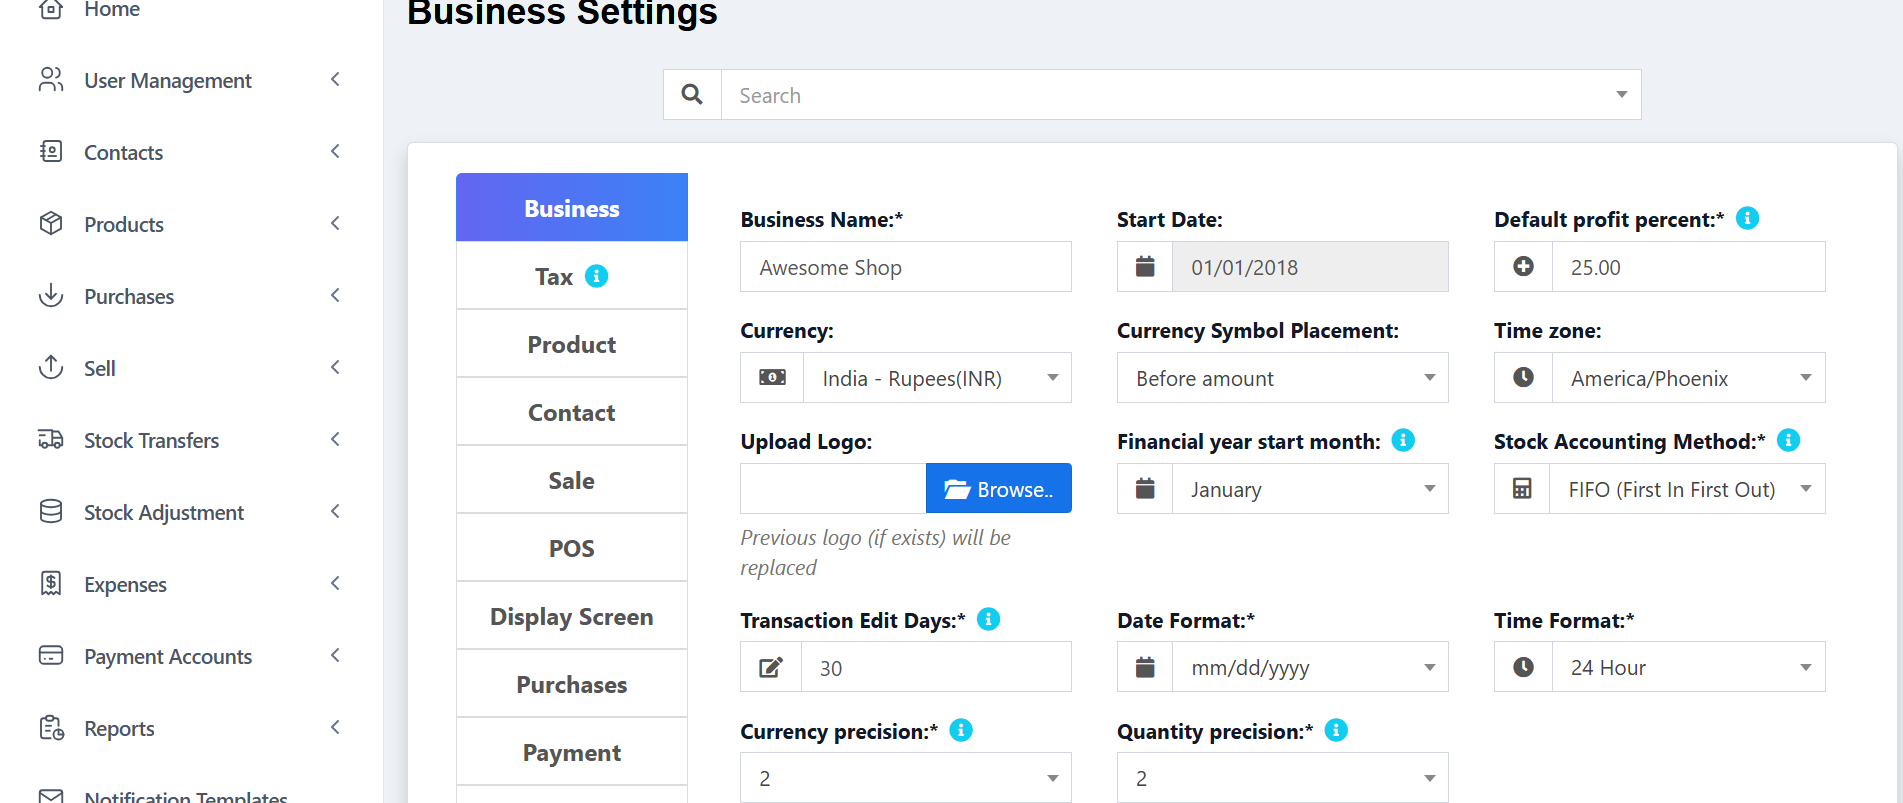 Home
User Management
Contacts
Products
Purchases
Sell
Stock Transfers
Stock Adjustment
Expenses
Payment Accounts
Reports
Notification Templates
Business Settings
Search
Business
Tax
Product
Contact
Sale
POS
Display Screen
Purchases
Payment
Business Name:*
Awesome Shop
Start Date:
01/01/2018
Default profit percent:*
25.00
Currency:
India - Rupees(INR)
Currency Symbol Placement:
Before amount
Time zone:
America/Phoenix
Upload Logo:
Browse..
Previous logo (if exists) will be
replaced
Financial year start month:
January
Stock Accounting Method:*
FIFO (First In First Out)
Transaction Edit Days:*
30
Date Format:*
mm/dd/yyyy
Time Format:*
24 Hour
Currency precision:*
2
Quantity precision:*
2